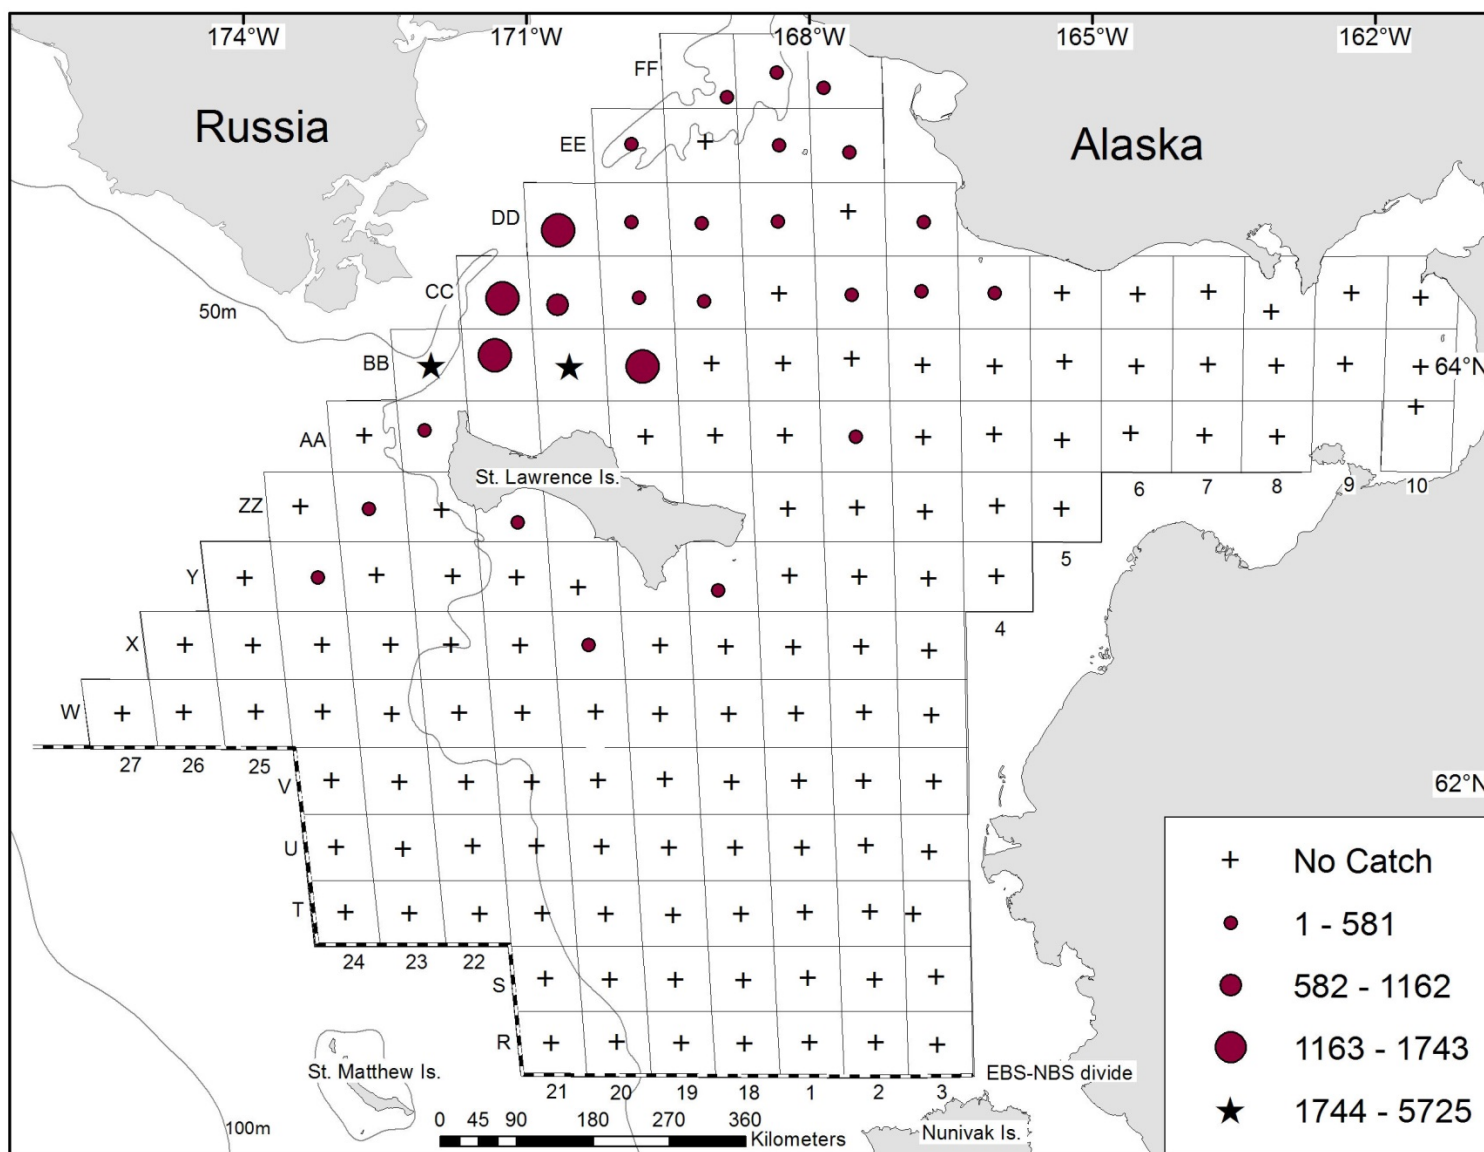 174°W 171°W 168°W 165°W 162°W
FF
Russia
Alaska
EE
DD
CC
50m
BB
64°N
AA
St. Lawrence Is.
ZZ
6 7 8 9 10
5
Y
4
X
W
27 26 25
V
62°N
U
T
24 23 22
S
R
St. Matthew Is.
EBS-NBS divide
21 20 19 18 1 2 3
100m
0 45 90 180 270 360
Kilometers
Nunivak Is.
No Catch
1 - 581
582 - 1162
1163 - 1743
1744 - 5725